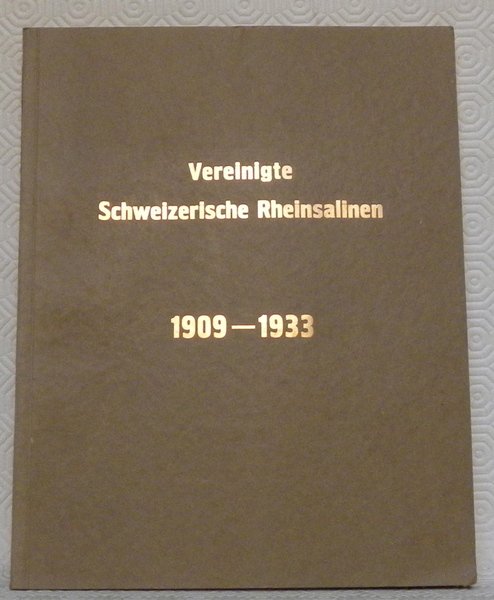 Vereinigte
Schweizerische Rheinsalinen
1909—1933